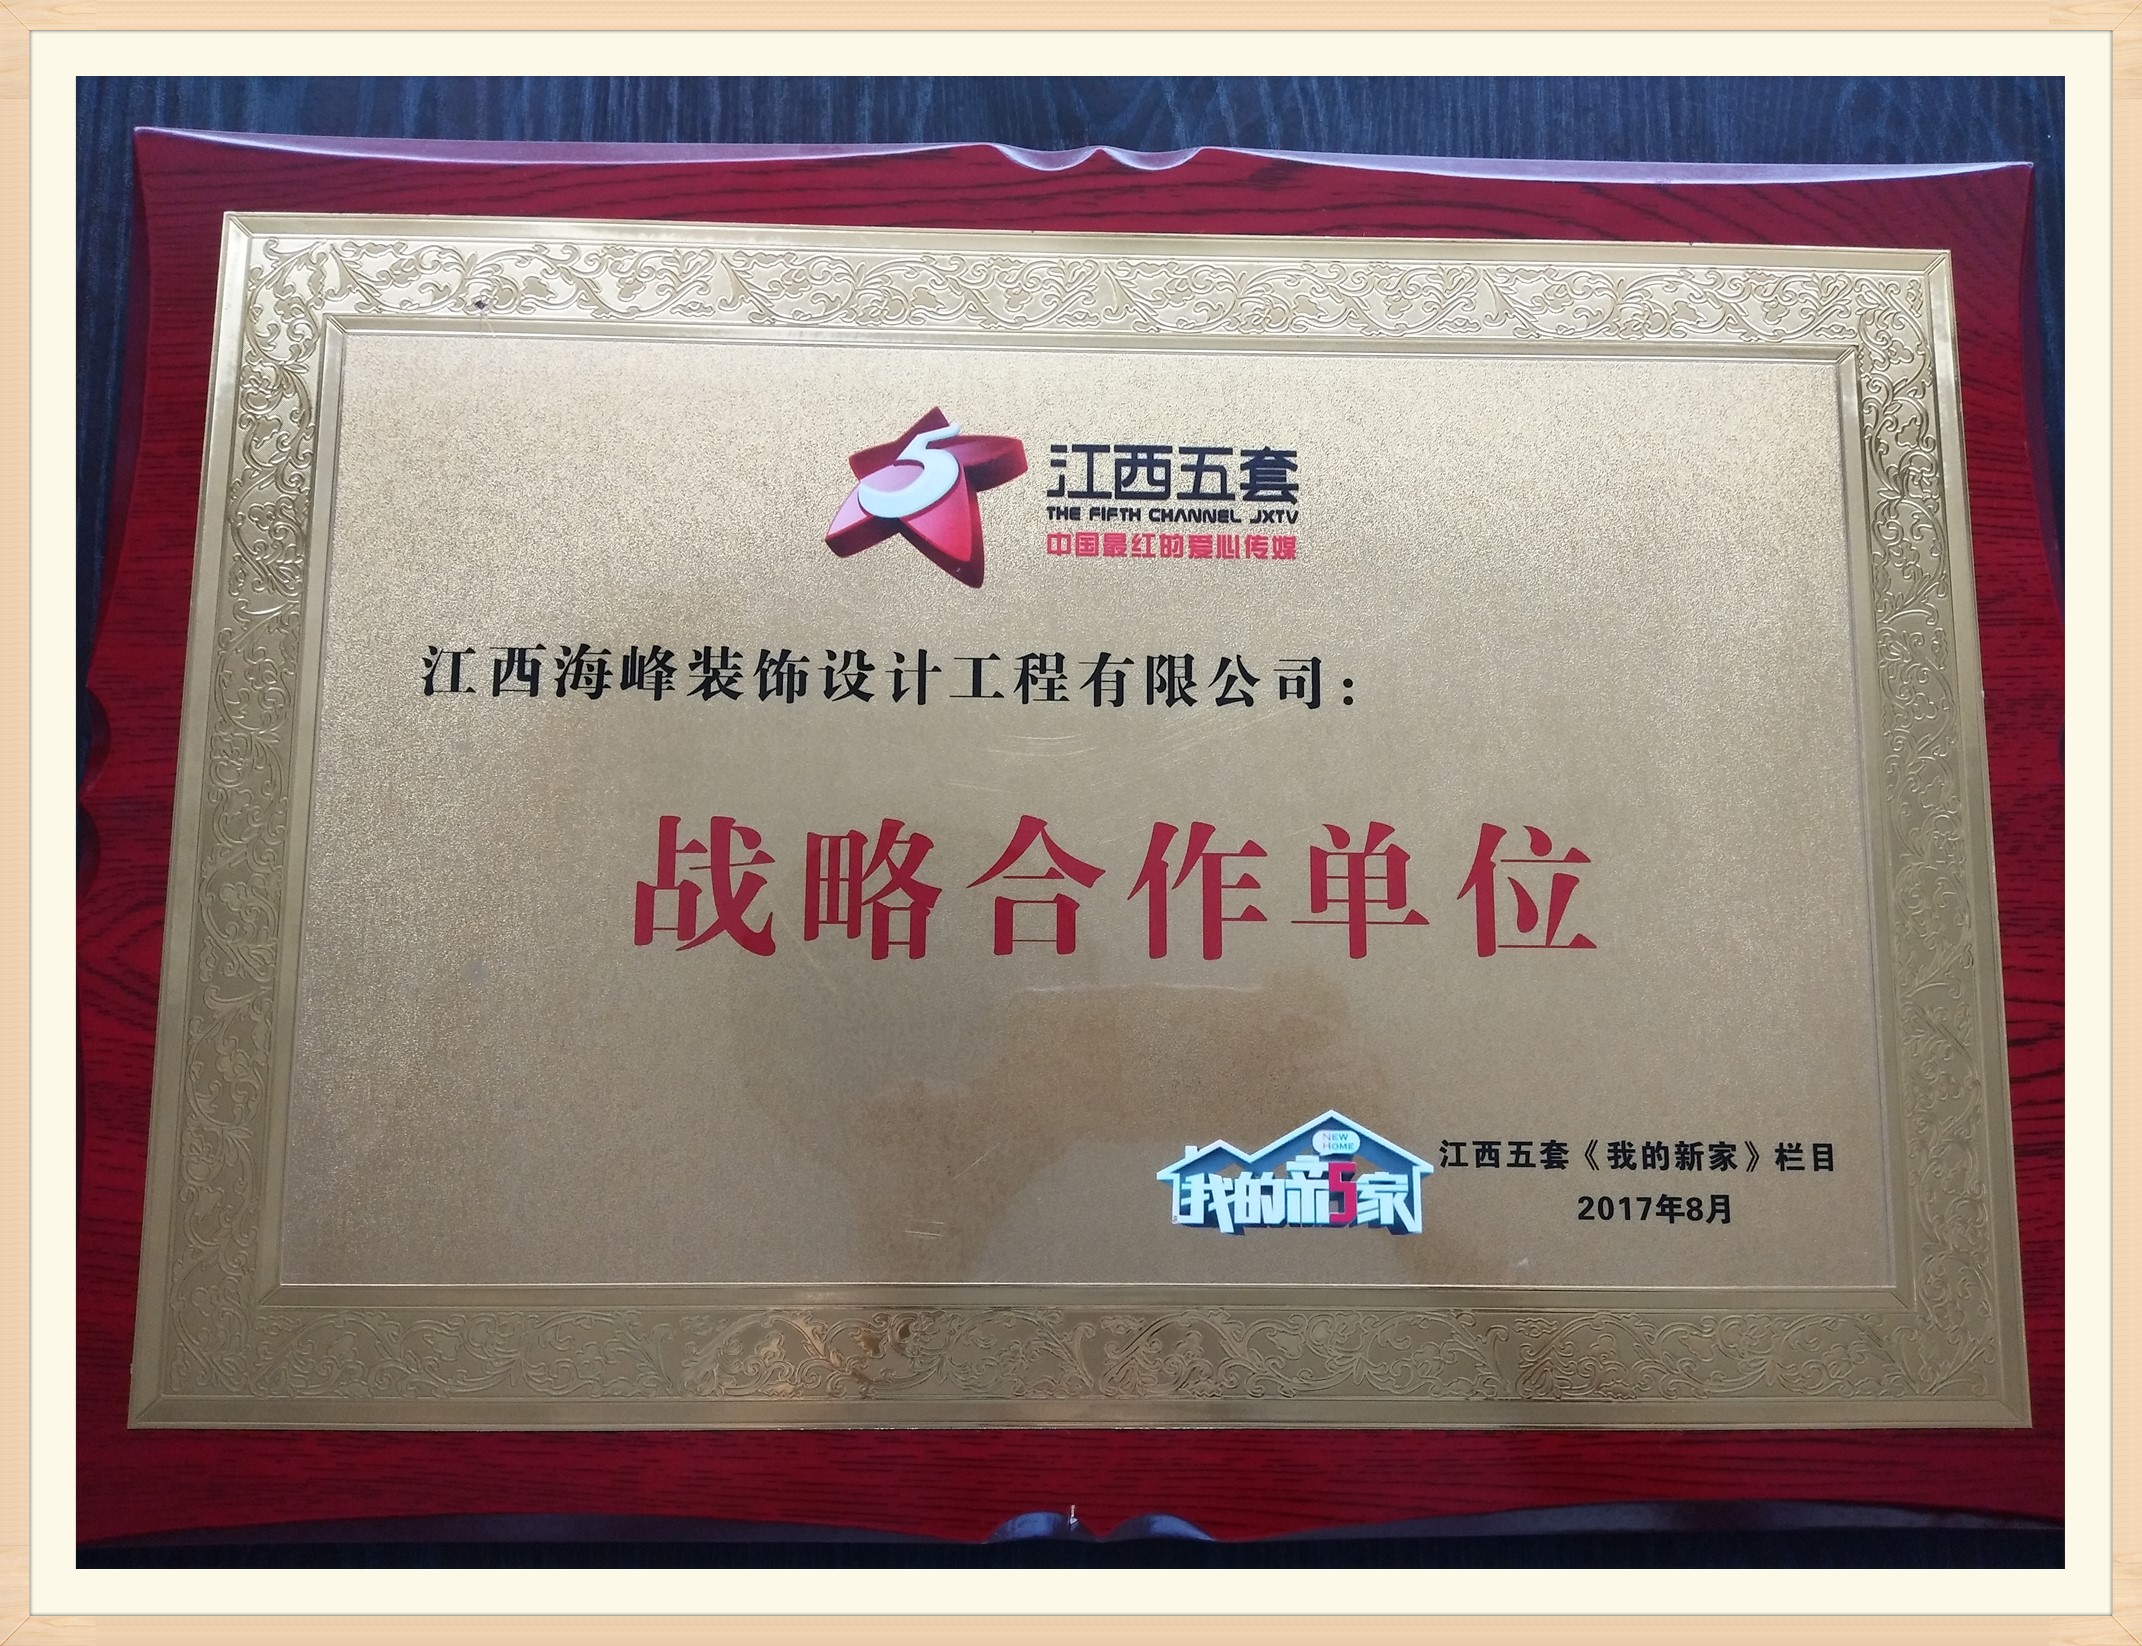 5
江西五套
THE FIFTH CHANNEL JXTV
中国最红的爱心传媒
江西海峰装饰设计工程有限公司：
战略合作单位
NEW
HOME
我的新5家
江西五套《我的新家》栏目
2017年8月